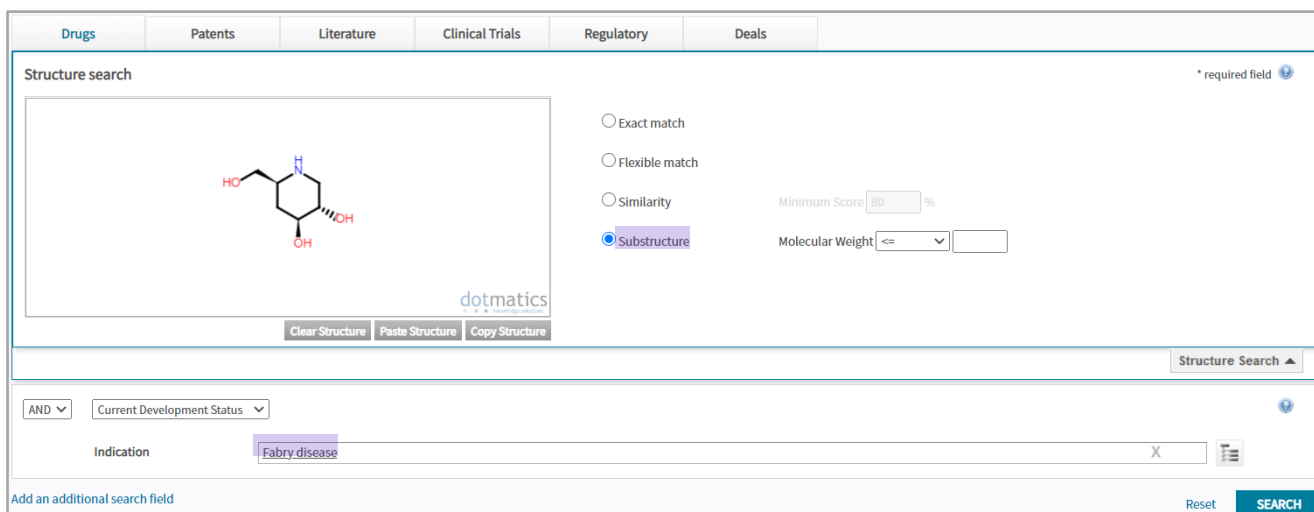 Drugs Patents Literature Clinical Trials Regulatory Deals
Structure search * required field
Exact match
Flexible match
Similarity Minimum Score 80 %
Substructure Molecular Weight <=
H
N
HO
OH
OH
dotmatics
knowledge solutions
Clear Structure Paste Structure Copy Structure
Structure Search
AND Current Development Status
Indication Fabry disease X
Add an additional search field Reset SEARCH